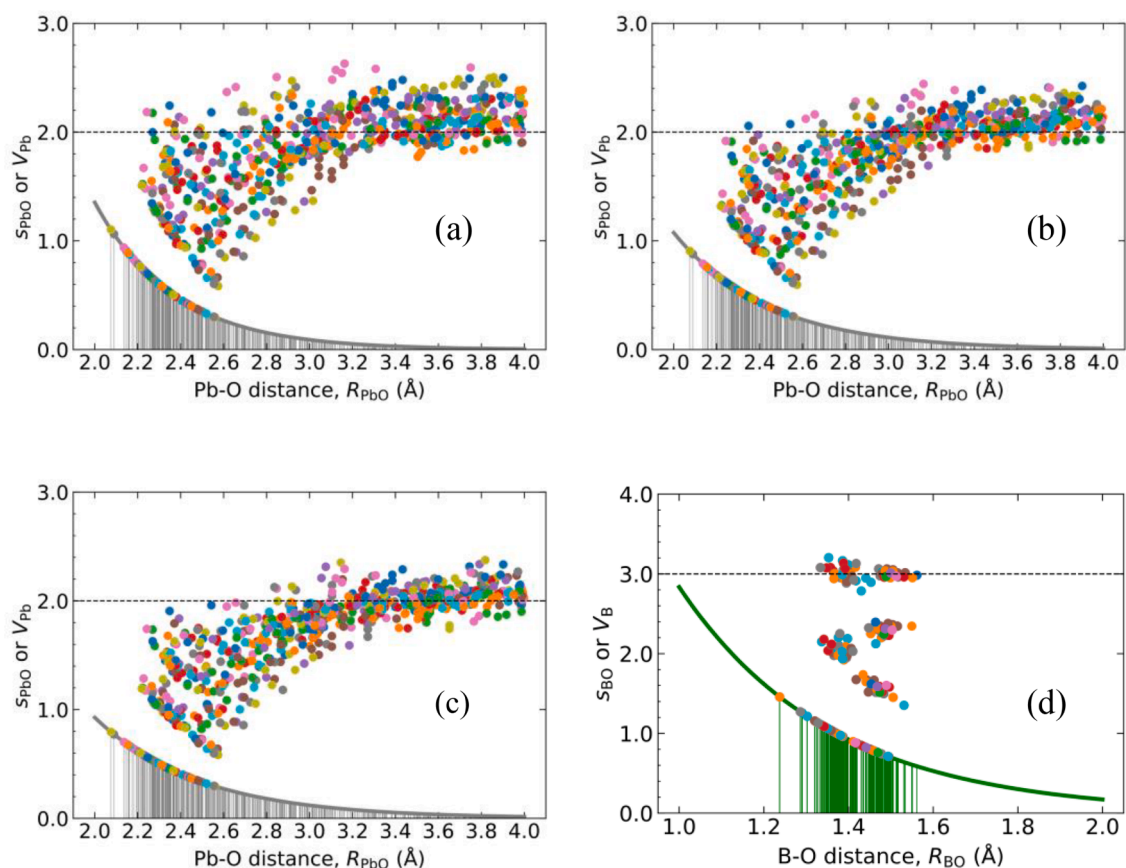 3.0
2.0
1.0
0.0
s_PbO or V_Pb
(a)
2.0 2.2 2.4 2.6 2.8 3.0 3.2 3.4 3.6 3.8 4.0
Pb-O distance, R_PbO (Å)
3.0
2.0
1.0
0.0
s_PbO or V_Pb
(b)
2.0 2.2 2.4 2.6 2.8 3.0 3.2 3.4 3.6 3.8 4.0
Pb-O distance, R_PbO (Å)
3.0
2.0
1.0
0.0
s_PbO or V_Pb
(c)
2.0 2.2 2.4 2.6 2.8 3.0 3.2 3.4 3.6 3.8 4.0
Pb-O distance, R_PbO (Å)
4.0
3.0
2.0
1.0
0.0
s_BO or V_B
(d)
1.0 1.2 1.4 1.6 1.8 2.0
B-O distance, R_BO (Å)